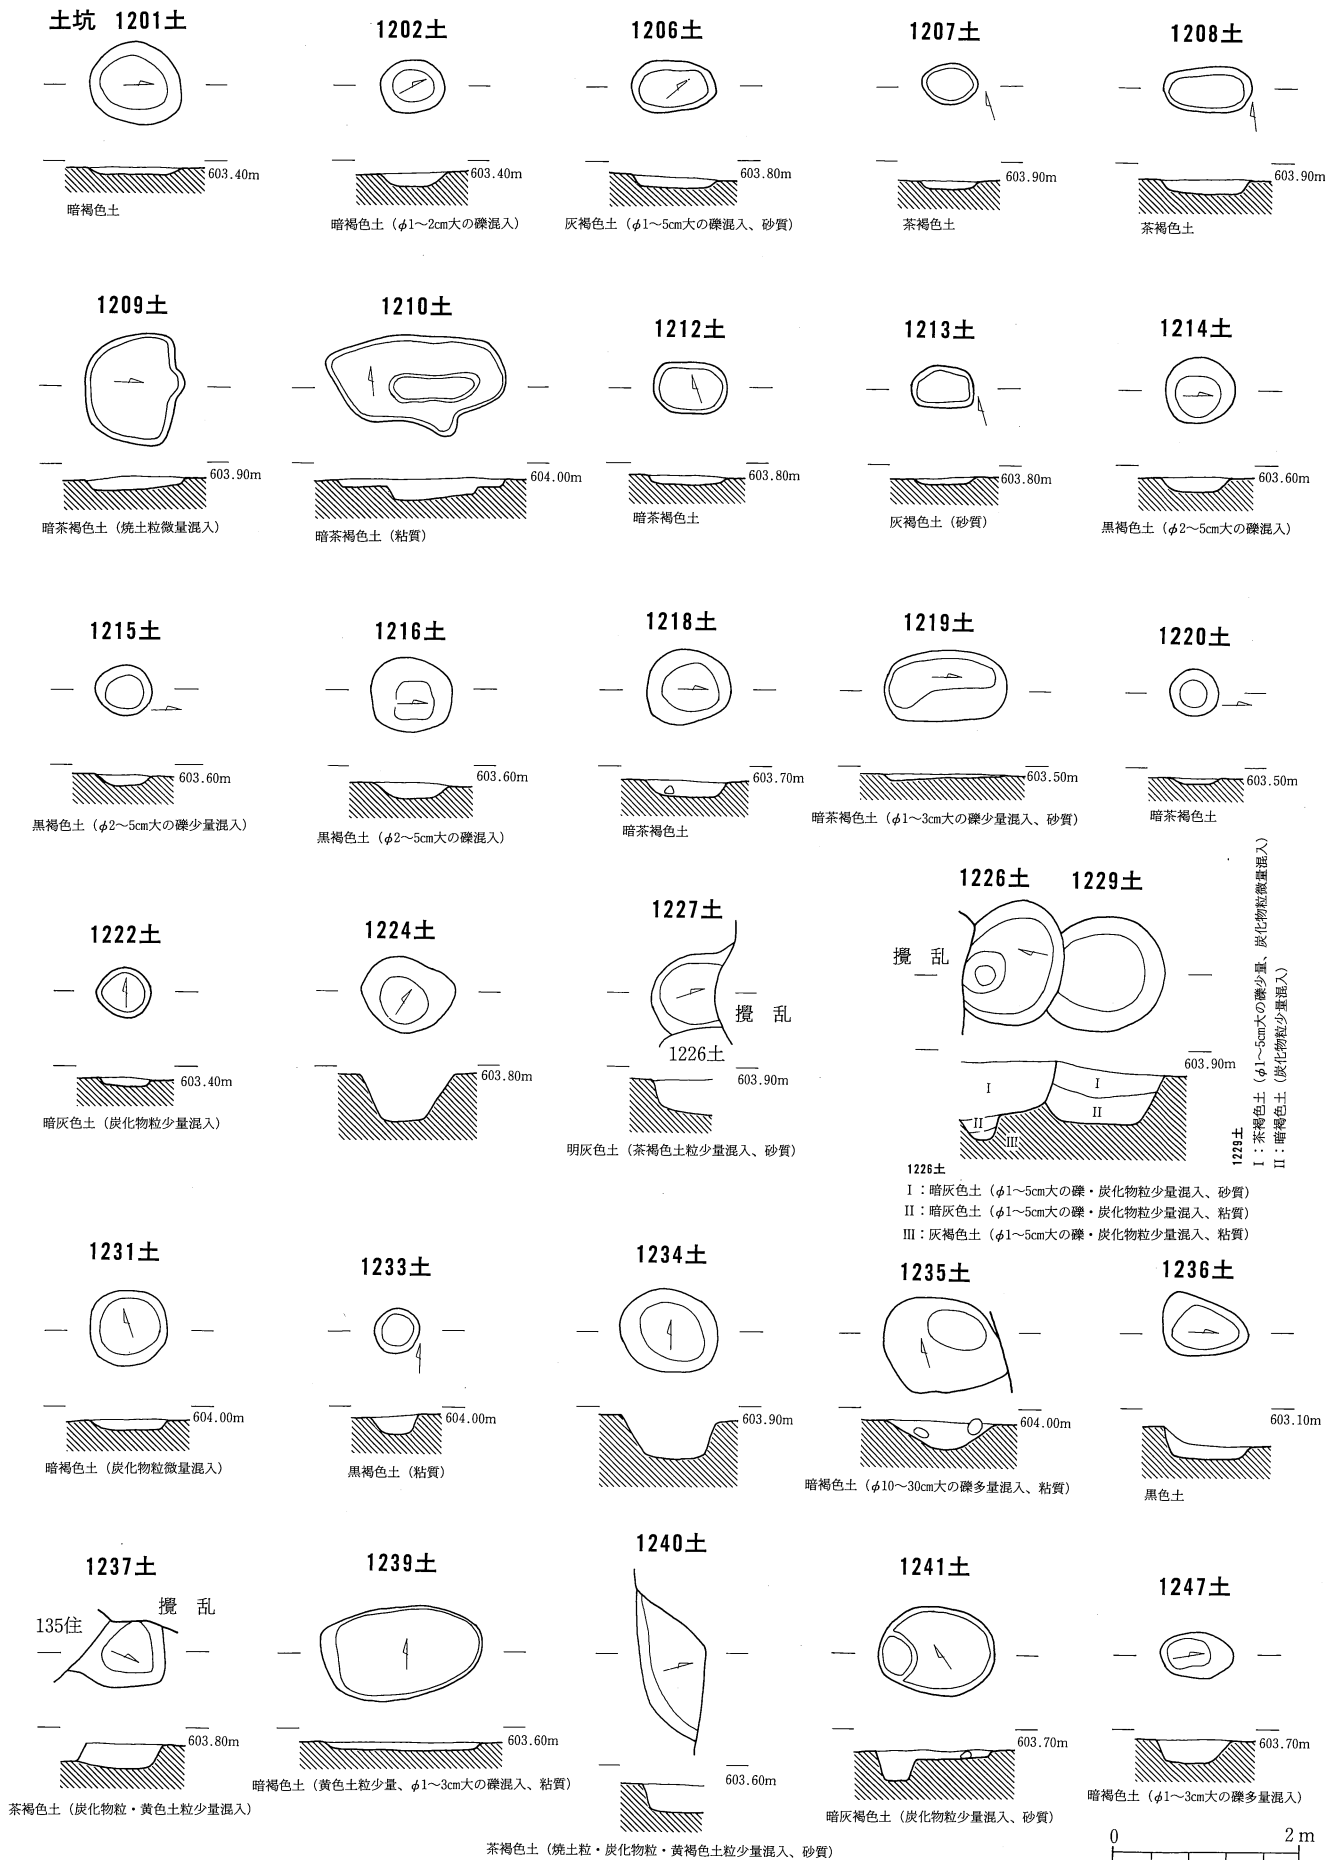 土坑 1201土
603.40m
暗褐色土
1202土
603.40m
暗褐色土（φ1～2cm大の礫混入）
1206土
603.80m
灰褐色土（φ1～5cm大の礫混入、砂質）
1207土
603.90m
茶褐色土
1208土
603.90m
茶褐色土
1209土
603.90m
暗茶褐色土（焼土粒微量混入）
1210土
604.00m
暗茶褐色土（粘質）
1212土
603.80m
暗茶褐色土
1213土
603.80m
灰褐色土（砂質）
1214土
603.60m
黒褐色土（φ2～5cm大の礫混入）
1215土
603.60m
黒褐色土（φ2～5cm大の礫少量混入）
1216土
603.60m
黒褐色土（φ2～5cm大の礫混入）
1218土
603.70m
暗茶褐色土
1219土
603.50m
暗茶褐色土（φ1～3cm大の礫少量混入、砂質）
1220土
603.50m
暗茶褐色土
1222土
603.40m
暗灰色土（炭化物粒少量混入）
1224土
603.80m
1227土
攪乱
1226土
603.90m
明灰色土（茶褐色土粒少量混入、砂質）
1226土 1229土
攪乱
603.90m
Ⅰ
Ⅱ
Ⅲ
Ⅰ
Ⅱ
1226土
Ⅰ：暗灰色土（φ1～5cm大の礫・炭化物粒少量混入、砂質）
Ⅱ：暗灰色土（φ1～5cm大の礫・炭化物粒少量混入、粘質）
Ⅲ：灰褐色土（φ1～5cm大の礫・炭化物粒少量混入、粘質）
1229土
Ⅰ：茶褐色土（φ1～5cm大の礫少量、炭化物粒微量混入）
Ⅱ：暗褐色土（炭化物粒少量混入）
1231土
604.00m
暗褐色土（炭化物粒微量混入）
1233土
604.00m
黒褐色土（粘質）
1234土
603.90m
1235土
604.00m
暗褐色土（φ10～30cm大の礫多量混入、粘質）
1236土
603.10m
黒色土
1237土
135住
攪乱
603.80m
茶褐色土（炭化物粒・黄色土粒少量混入）
1239土
603.60m
暗褐色土（黄色土粒少量、φ1～3cm大の礫混入、粘質）
1240土
603.60m
茶褐色土（焼土粒・炭化物粒・黄褐色土粒少量混入、砂質）
1241土
603.70m
暗灰褐色土（炭化物粒少量混入、砂質）
1247土
603.70m
暗褐色土（φ1～3cm大の礫多量混入）
0 2m